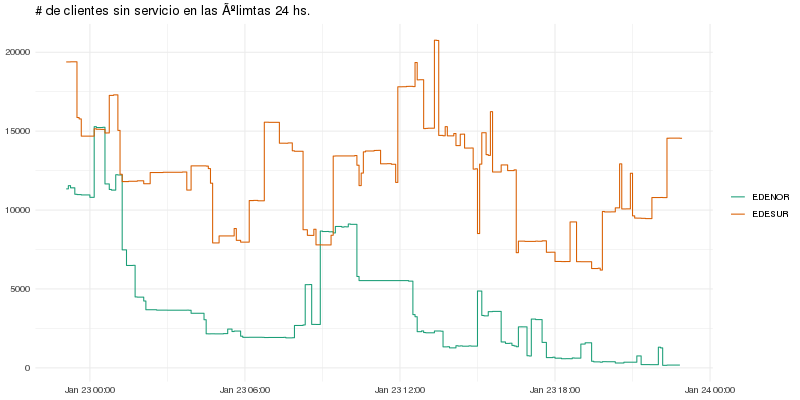 # de clientes sin servicio en las Ãºlimtas 24 hs.
20000
15000
10000
5000
0
Jan 23 00:00
Jan 23 06:00
Jan 23 12:00
Jan 23 18:00
Jan 24 00:00
EDENOR
EDESUR